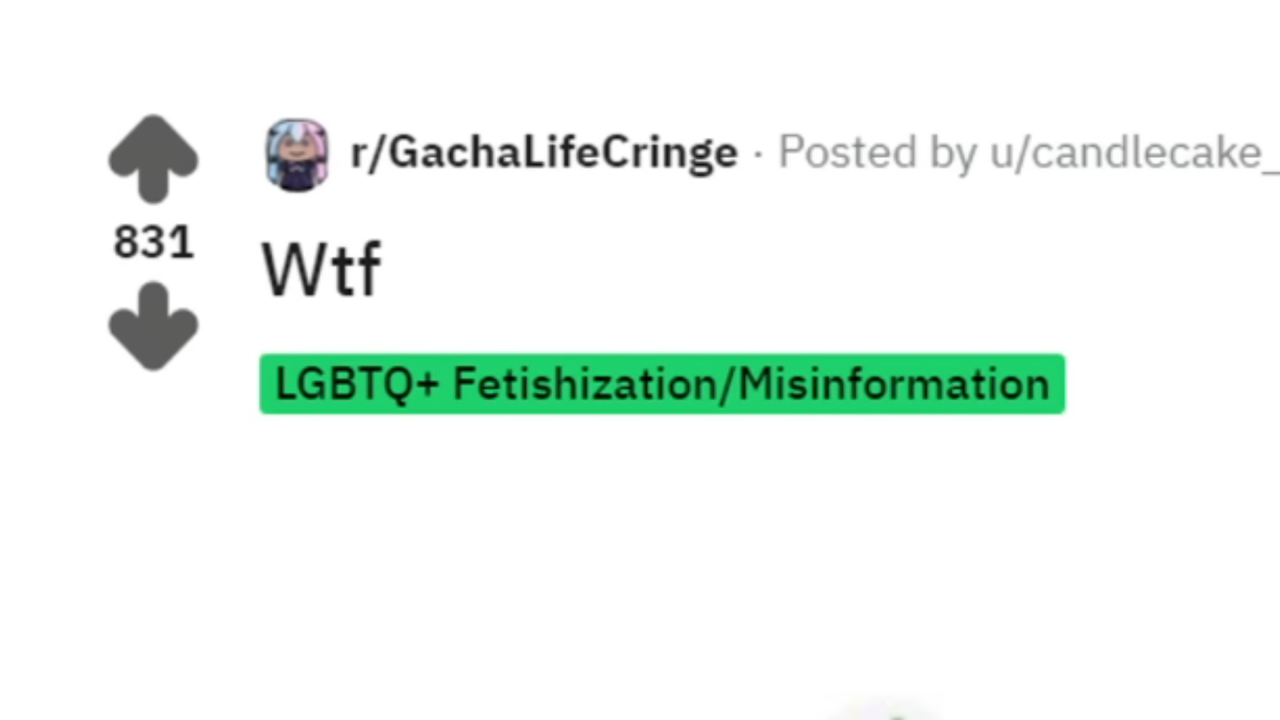 r/GachaLifeCringe · Posted by u/candlecake_
831
Wtf
LGBTQ+ Fetishization/Misinformation